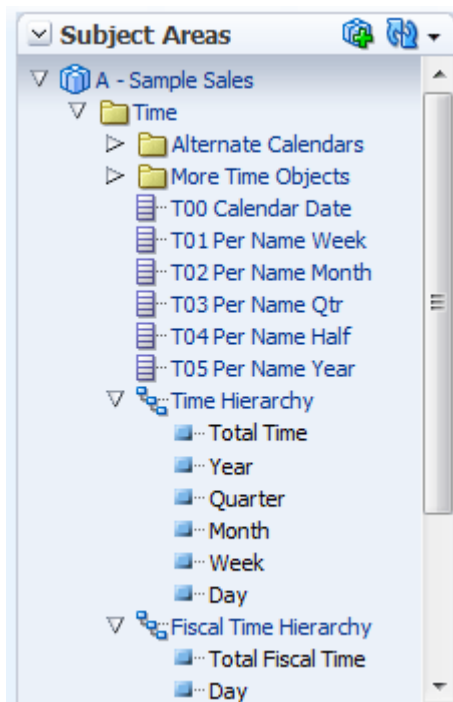 Subject Areas
A - Sample Sales
Time
Alternate Calendars
More Time Objects
T00 Calendar Date
T01 Per Name Week
T02 Per Name Month
T03 Per Name Qtr
T04 Per Name Half
T05 Per Name Year
Time Hierarchy
Total Time
Year
Quarter
Month
Week
Day
Fiscal Time Hierarchy
Total Fiscal Time
Day